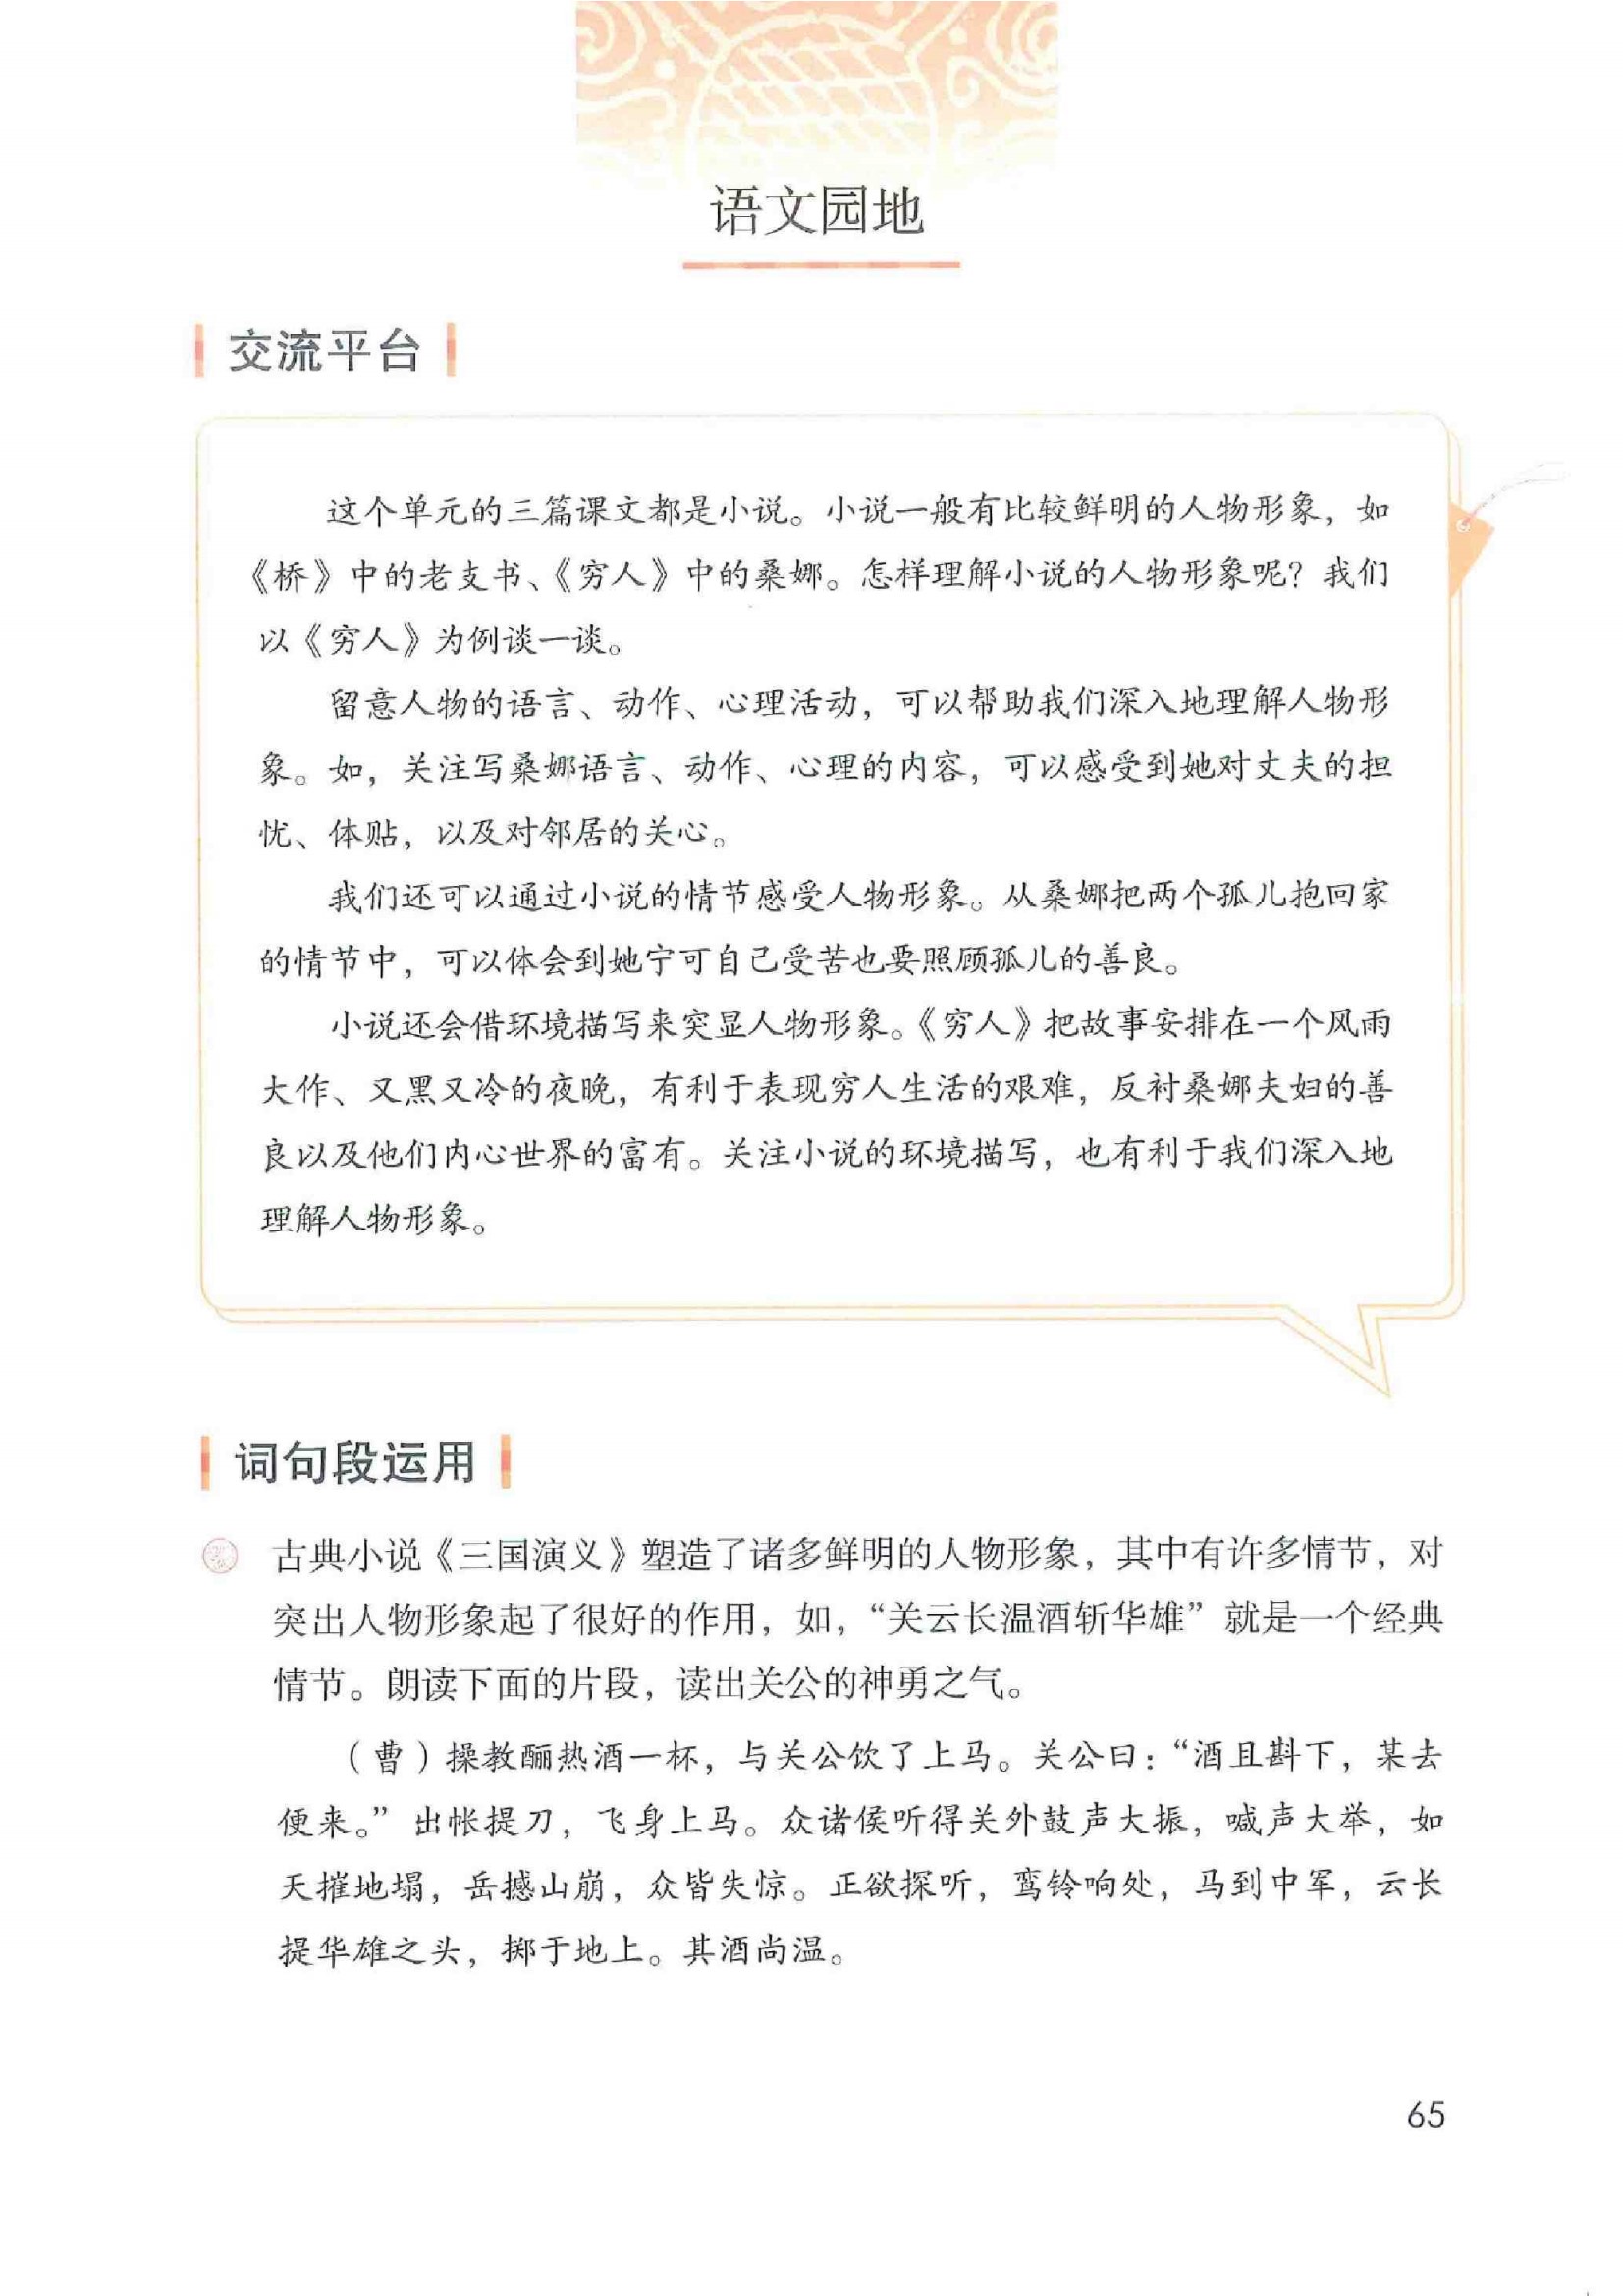 语文园地
交流平台
这个单元的三篇课文都是小说。小说一般有比较鲜明的人物形象，如
《桥》中的老支书、《穷人》中的桑娜。怎样理解小说的人物形象呢？我们
以《穷人》为例谈一谈。
留意人物的语言、动作、心理活动，可以帮助我们深入地理解人物形
象。如，关注写桑娜语言、动作、心理的内容，可以感受到她对丈夫的担
忧、体贴，以及对邻居的关心。
我们还可以通过小说的情节感受人物形象。从桑娜把两个孤儿抱回家
的情节中，可以体会到她宁可自己受苦也要照顾孤儿的善良。
小说还会借环境描写来突显人物形象。《穷人》把故事安排在一个风雨
大作、又黑又冷的夜晚，有利于表现穷人生活的艰难，反衬桑娜夫妇的善
良以及他们内心世界的富有。关注小说的环境描写，也有利于我们深入地
理解人物形象。
词句段运用
古典小说《三国演义》塑造了诸多鲜明的人物形象，其中有许多情节，对
突出人物形象起了很好的作用，如，“关云长温酒斩华雄”就是一个经典
情节。朗读下面的片段，读出关公的神勇之气。
（曹）操教酾热酒一杯，与关公饮了上马。关公曰：“酒且斟下，某去
便来。”出帐提刀，飞身上马。众诸侯听得关外鼓声大振，喊声大举，如
天摧地塌，岳撼山崩，众皆失惊。正欲探听，鸾铃响处，马到中军，云长
提华雄之头，掷于地上。其酒尚温。
65